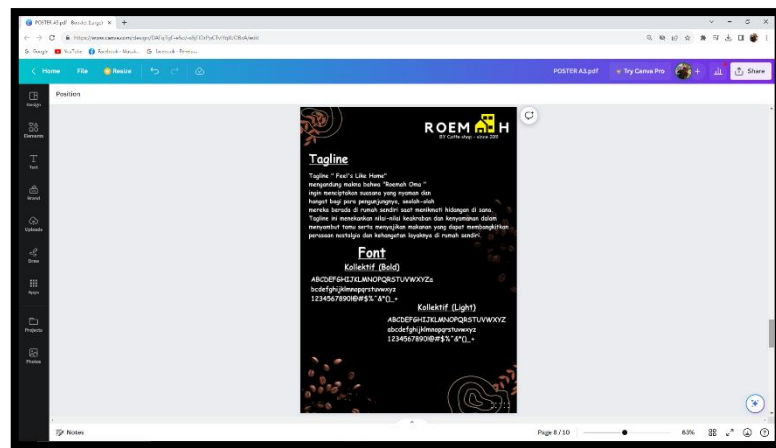 POSTER A3.pdf
Home File Resize
POSTER A3.pdf
Try Canva Pro
Share
Design
Elements
Text
Brand
Uploads
Draw
Apps
Projects
Photos
Position
ROEM H
BY Coffe shop - since 2011
Tagline
Tagline " Feel's Like Home"
mengandung makna bahwa "Roemah Oma "
ingin menciptakan suasana yang nyaman dan
hangat bagi para pengunjungnya, seolah-olah
mereka berada di rumah sendiri saat menikmati hidangan di sana.
Tagline ini menekankan nilai-nilai keakraban dan kenyamanan dalam
menyambut tamu serta menyajikan makanan yang dapat membangkitkan
perasaan nostalgia dan kehangatan layaknya di rumah sendiri.
Font
Kollektif (Bold)
ABCDEFGHIJKLMNOPQRSTUVWXYZa
bcdefghijklmnopqrstuvwxyz
1234567890!@#$%^&*()_+
Kollektif (Light)
ABCDEFGHIJKLMNOPQRSTUVWXYZ
abcdefghijklmnopqrstuvwxyz
1234567890!@#$%^&*()_+
Notes
Page 8 / 10
63%